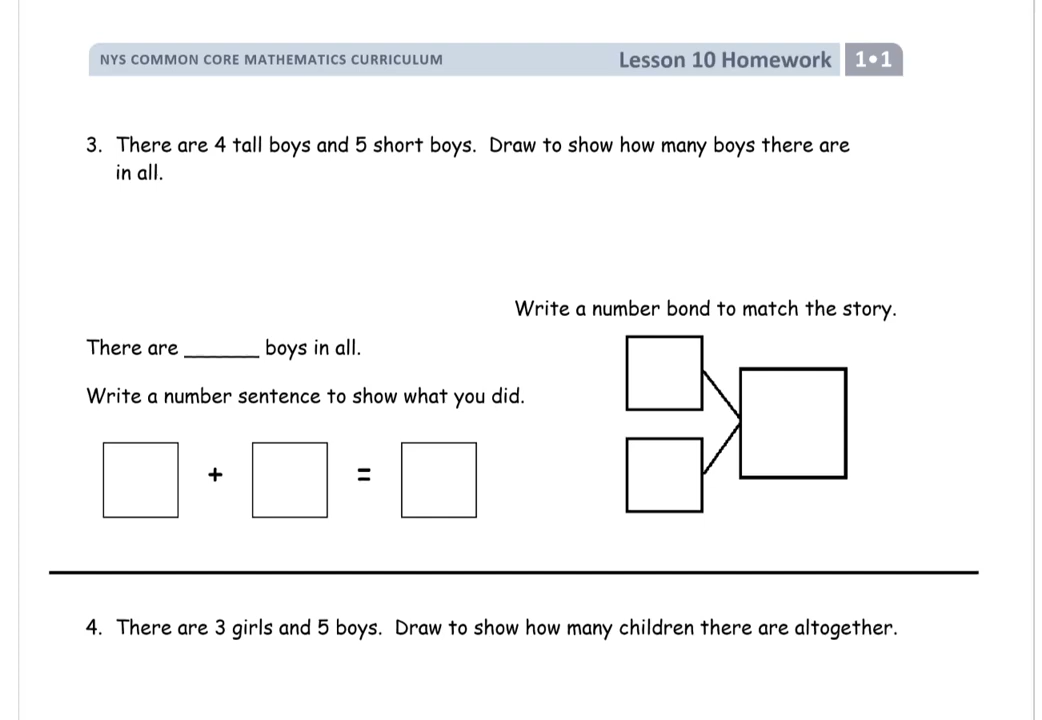 NYS COMMON CORE MATHEMATICS CURRICULUM Lesson 10 Homework 1•1
3. There are 4 tall boys and 5 short boys. Draw to show how many boys there are
in all.
Write a number bond to match the story.
There are _______ boys in all.
Write a number sentence to show what you did.
+ =
4. There are 3 girls and 5 boys. Draw to show how many children there are altogether.